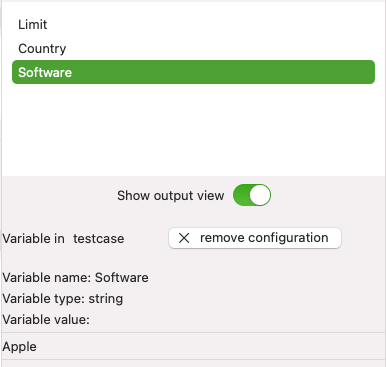 Limit
Country
Software
Show output view
Variable in testcase
remove configuration
Variable name: Software
Variable type: string
Variable value:
Apple